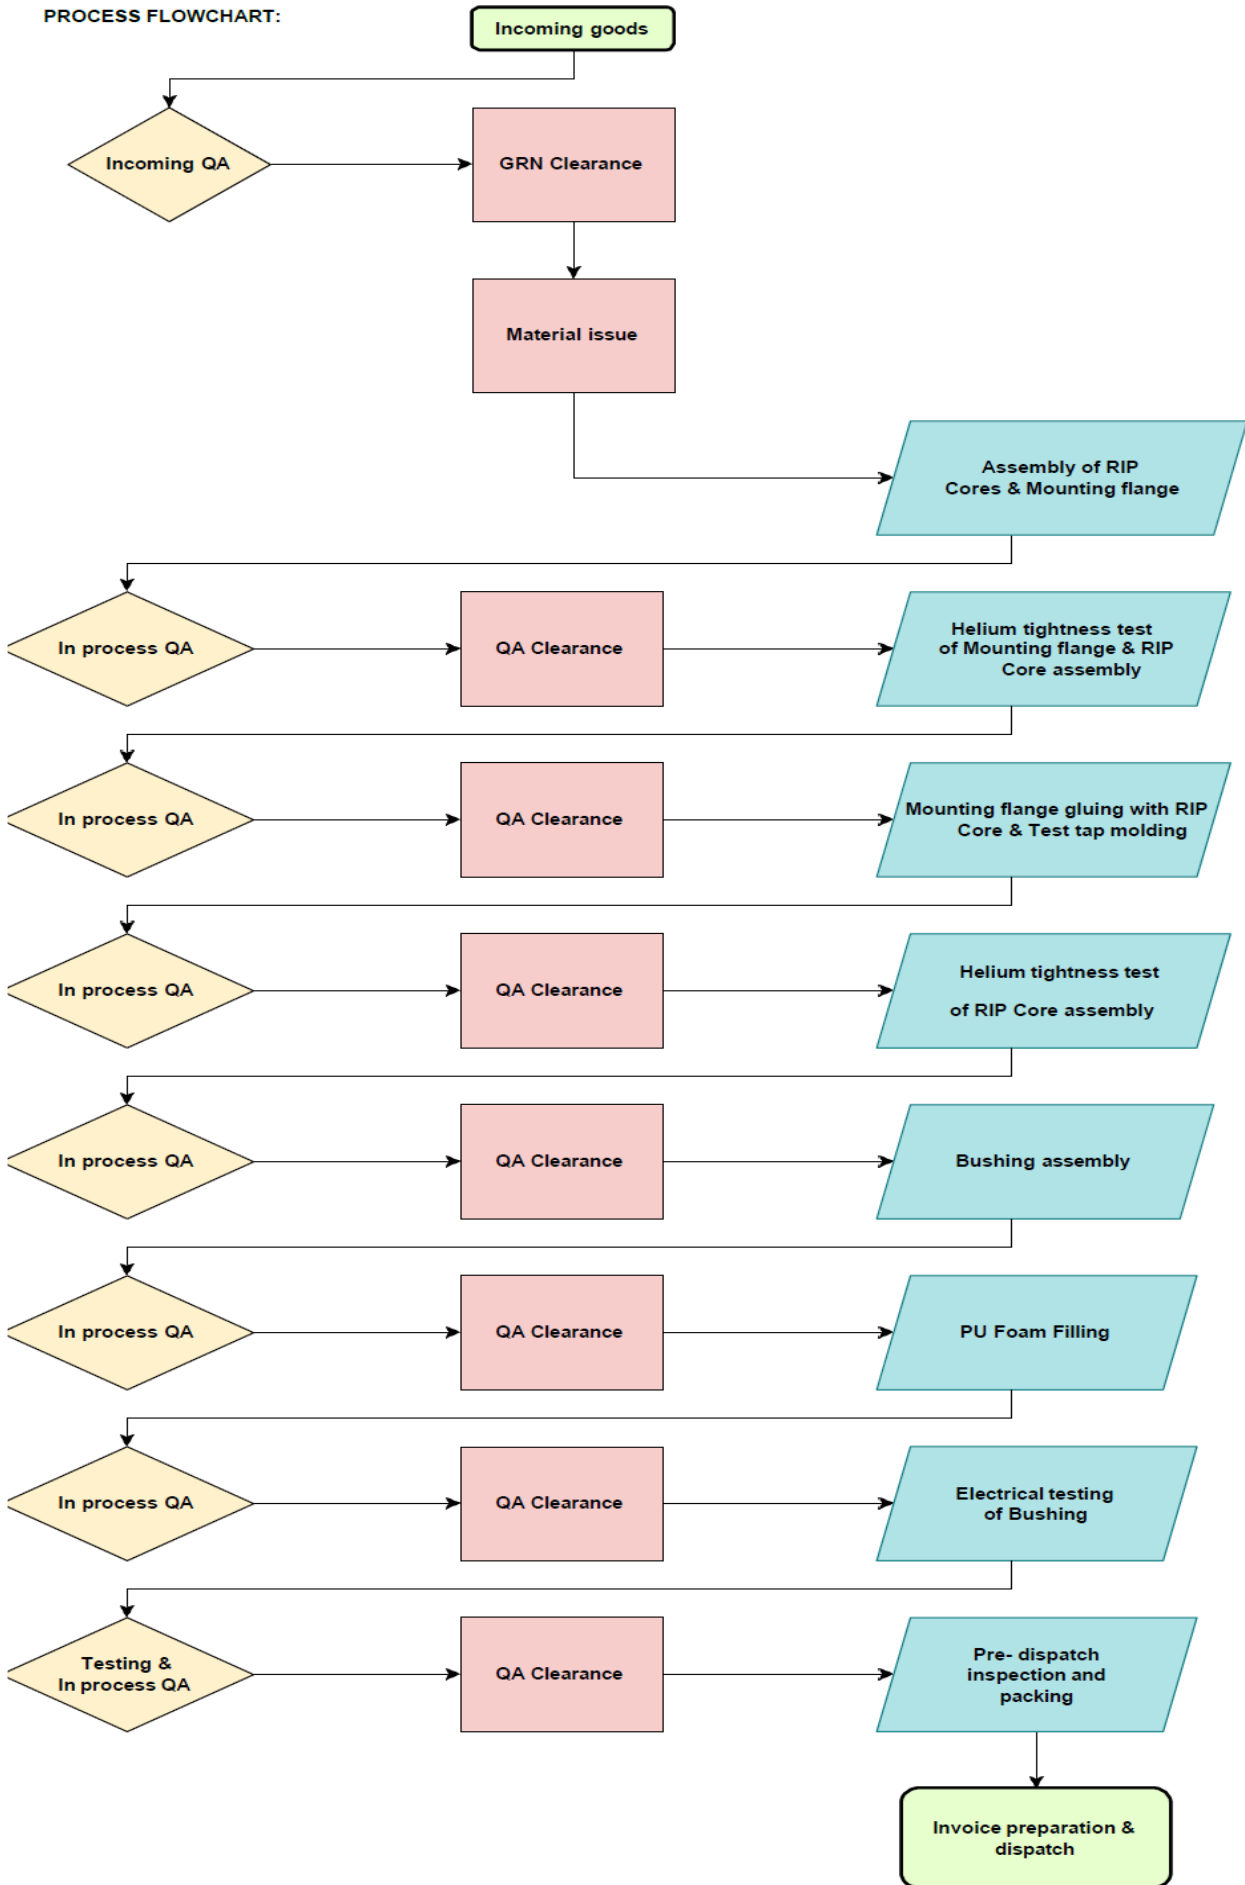 PROCESS FLOWCHART:
Incoming goods
Incoming QA
GRN Clearance
Material issue
Assembly of RIP
Cores & Mounting flange
In process QA
QA Clearance
Helium tightness test
of Mounting flange & RIP
Core assembly
In process QA
QA Clearance
Mounting flange gluing with RIP
Core & Test tap molding
In process QA
QA Clearance
Helium tightness test
of RIP Core assembly
In process QA
QA Clearance
Bushing assembly
In process QA
QA Clearance
PU Foam Filling
In process QA
QA Clearance
Electrical testing
of Bushing
Testing &
In process QA
QA Clearance
Pre- dispatch
inspection and
packing
Invoice preparation &
dispatch